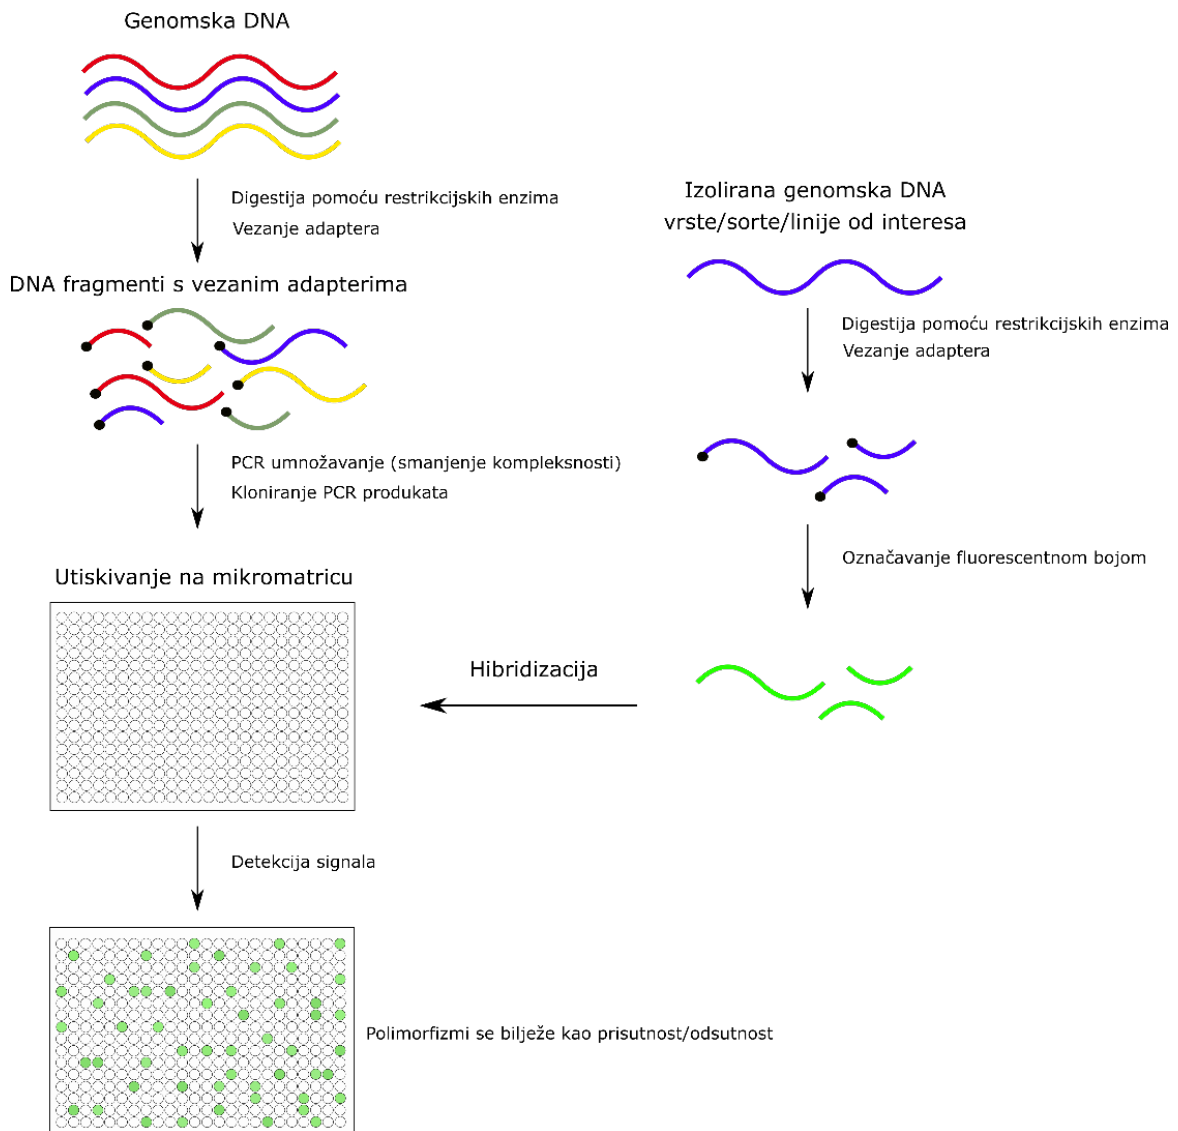 Genomska DNA
Digestija pomoću restrikcijskih enzima
Vezanje adaptera
DNA fragmenti s vezanim adapterima
PCR umnožavanje (smanjenje kompleksnosti)
Kloniranje PCR produkata
Utiskivanje na mikromatricu
Izolirana genomska DNA
vrste/sorte/linije od interesa
Digestija pomoću restrikcijskih enzima
Vezanje adaptera
Označavanje fluorescentnom bojom
Hibridizacija
Detekcija signala
Polimorfizmi se bilježe kao prisutnost/odsutnost